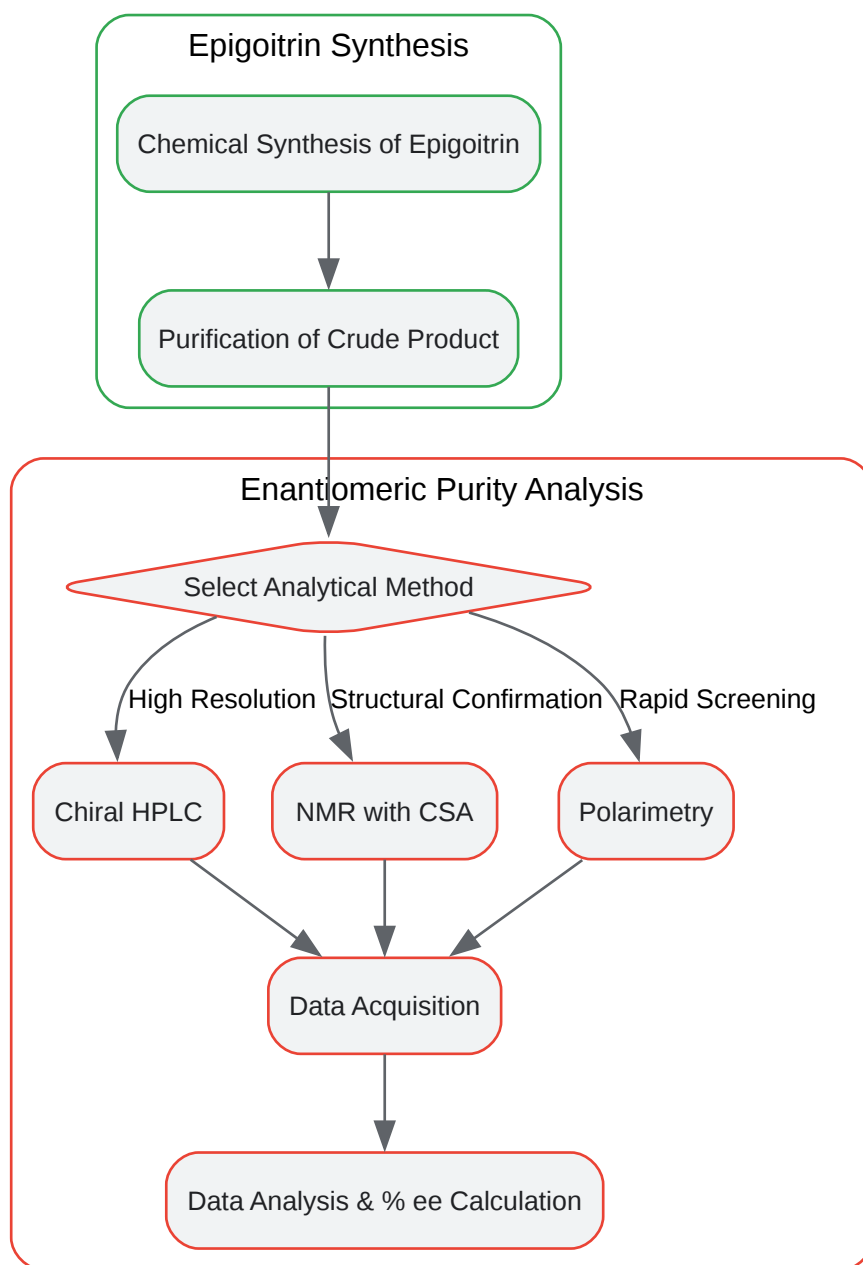 Epigoitrin Synthesis
Chemical Synthesis of Epigoitrin
Purification of Crude Product
Enantiomeric Purity Analysis
Select Analytical Method
High Resolution
Structural Confirmation
Rapid Screening
Chiral HPLC
NMR with CSA
Polarimetry
Data Acquisition
Data Analysis & % ee Calculation